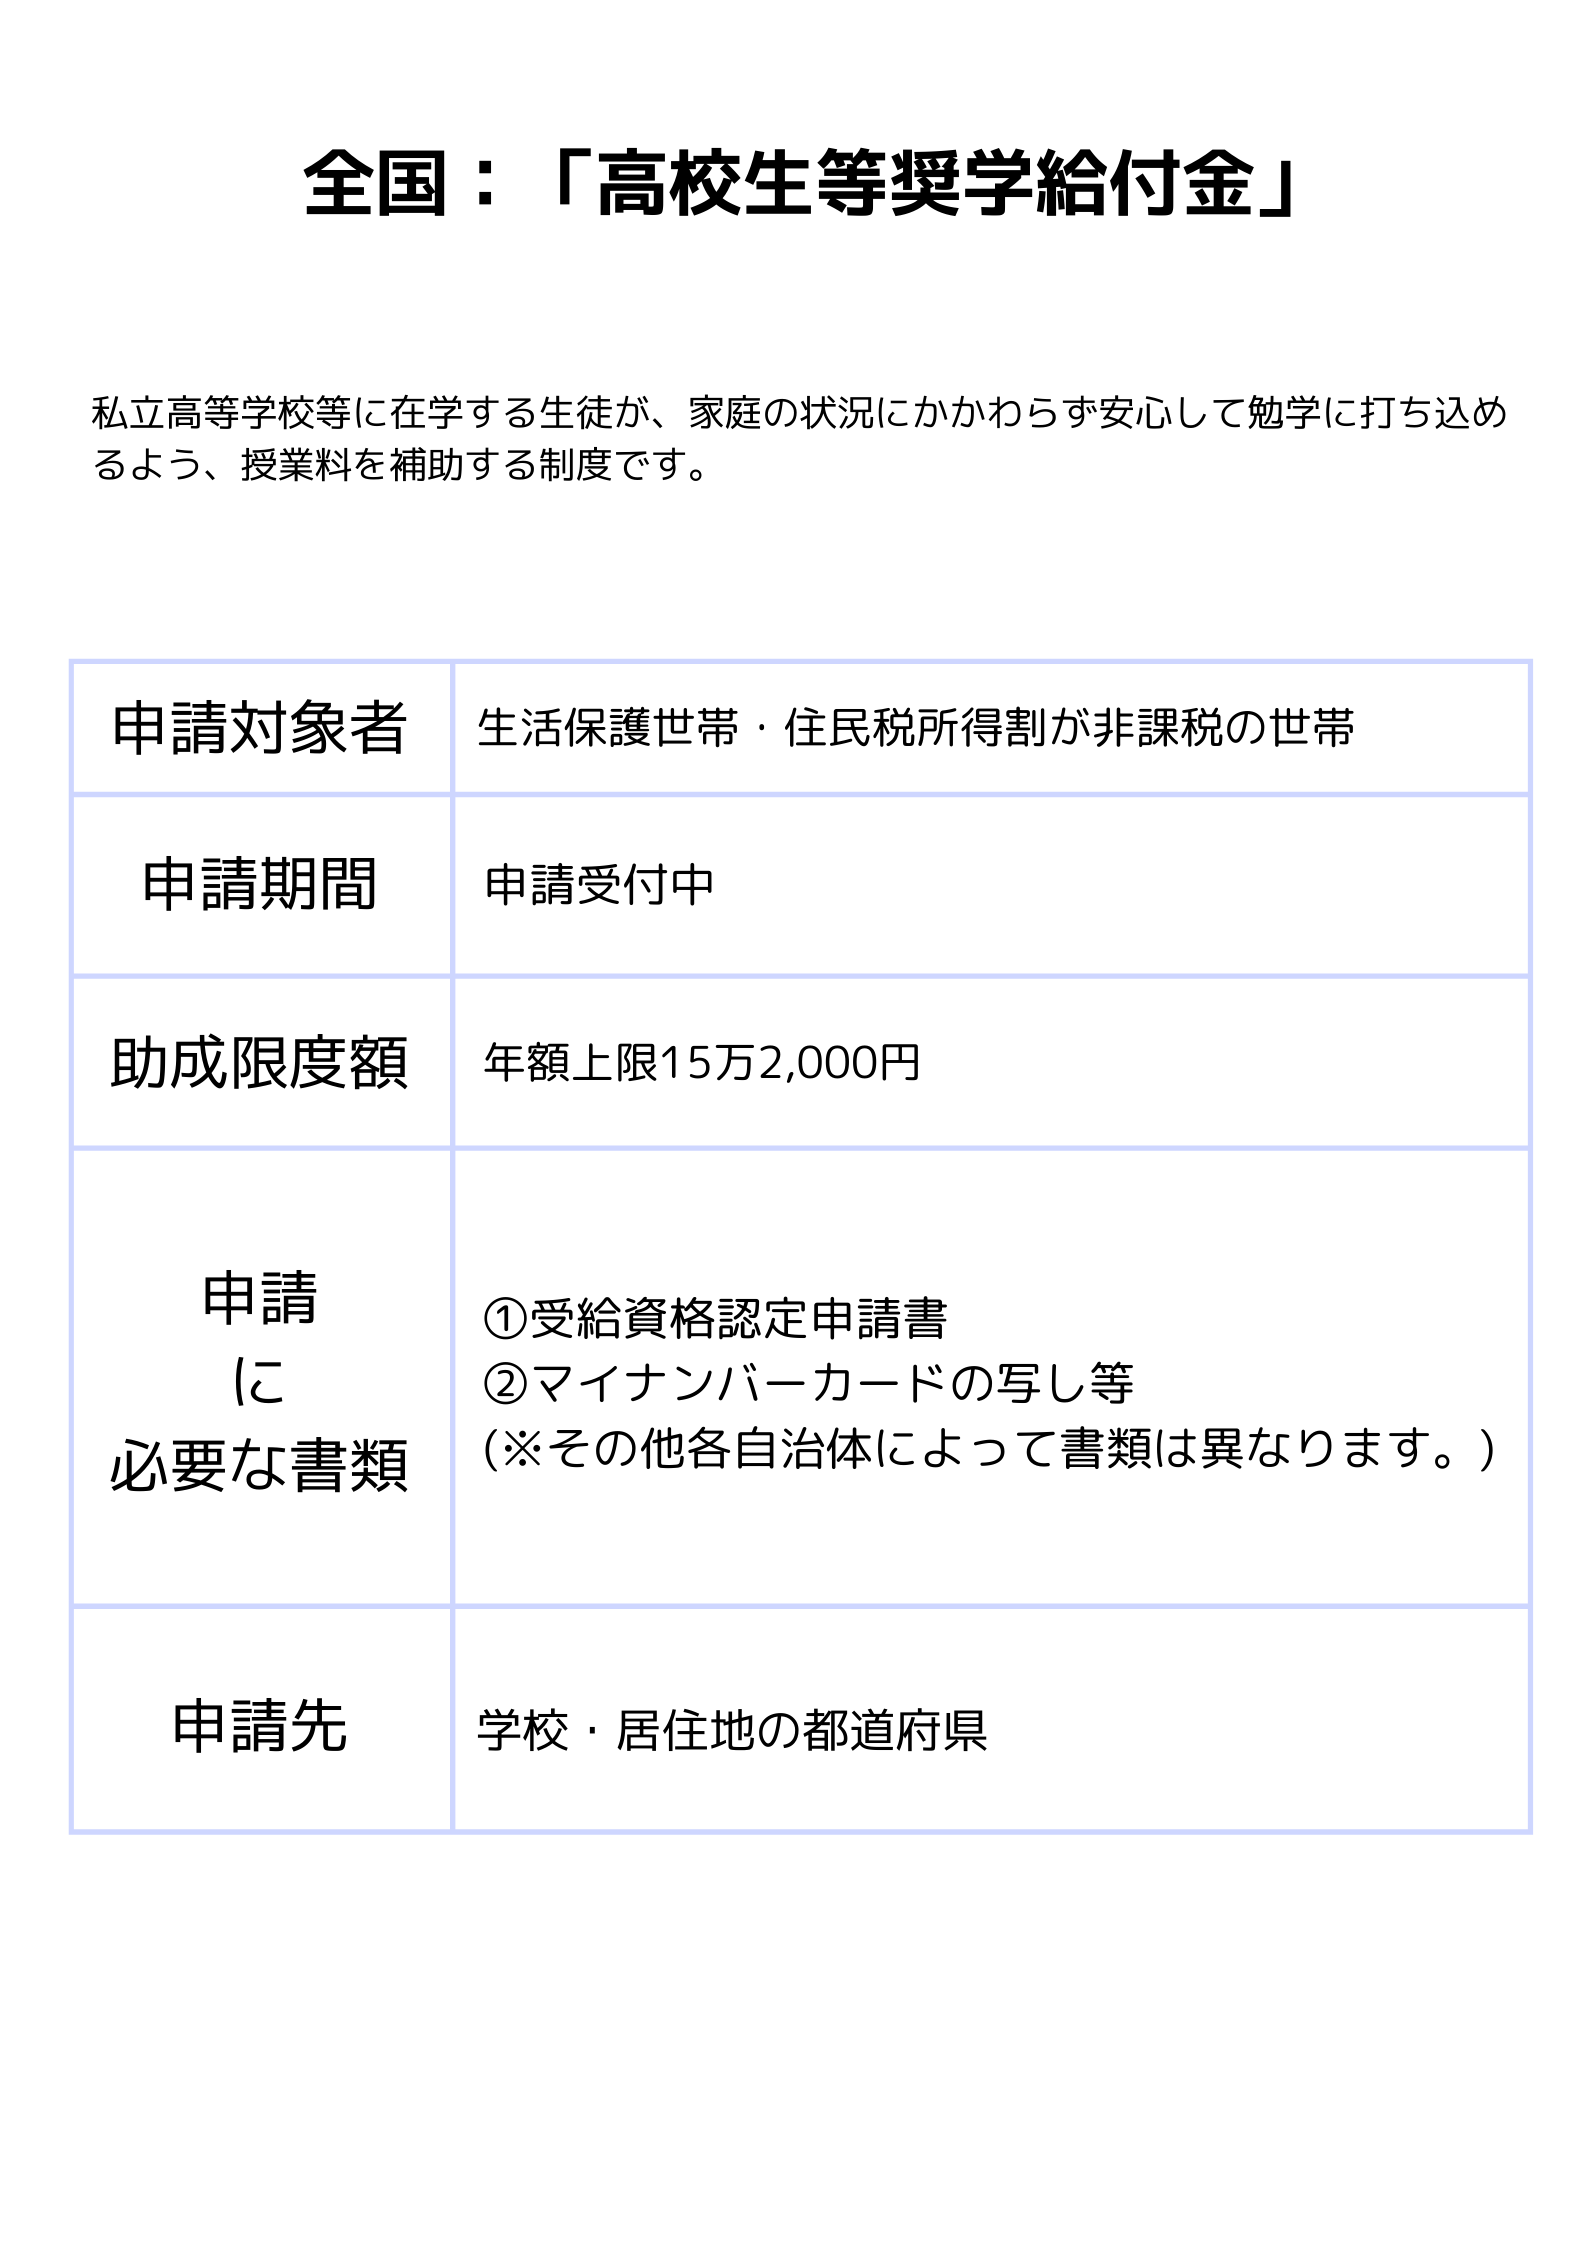 全国：「高校生等奨学給付金」
私立高等学校等に在学する生徒が、家庭の状況にかかわらず安心して勉学に打ち込め
るよう、授業料を補助する制度です。
申請対象者
生活保護世帯・住民税所得割が非課税の世帯
申請期間
申請受付中
助成限度額
年額上限15万2,000円
申請
に
必要な書類
①受給資格認定申請書
②マイナンバーカードの写し等
(※その他各自治体によって書類は異なります。)
申請先
学校・居住地の都道府県